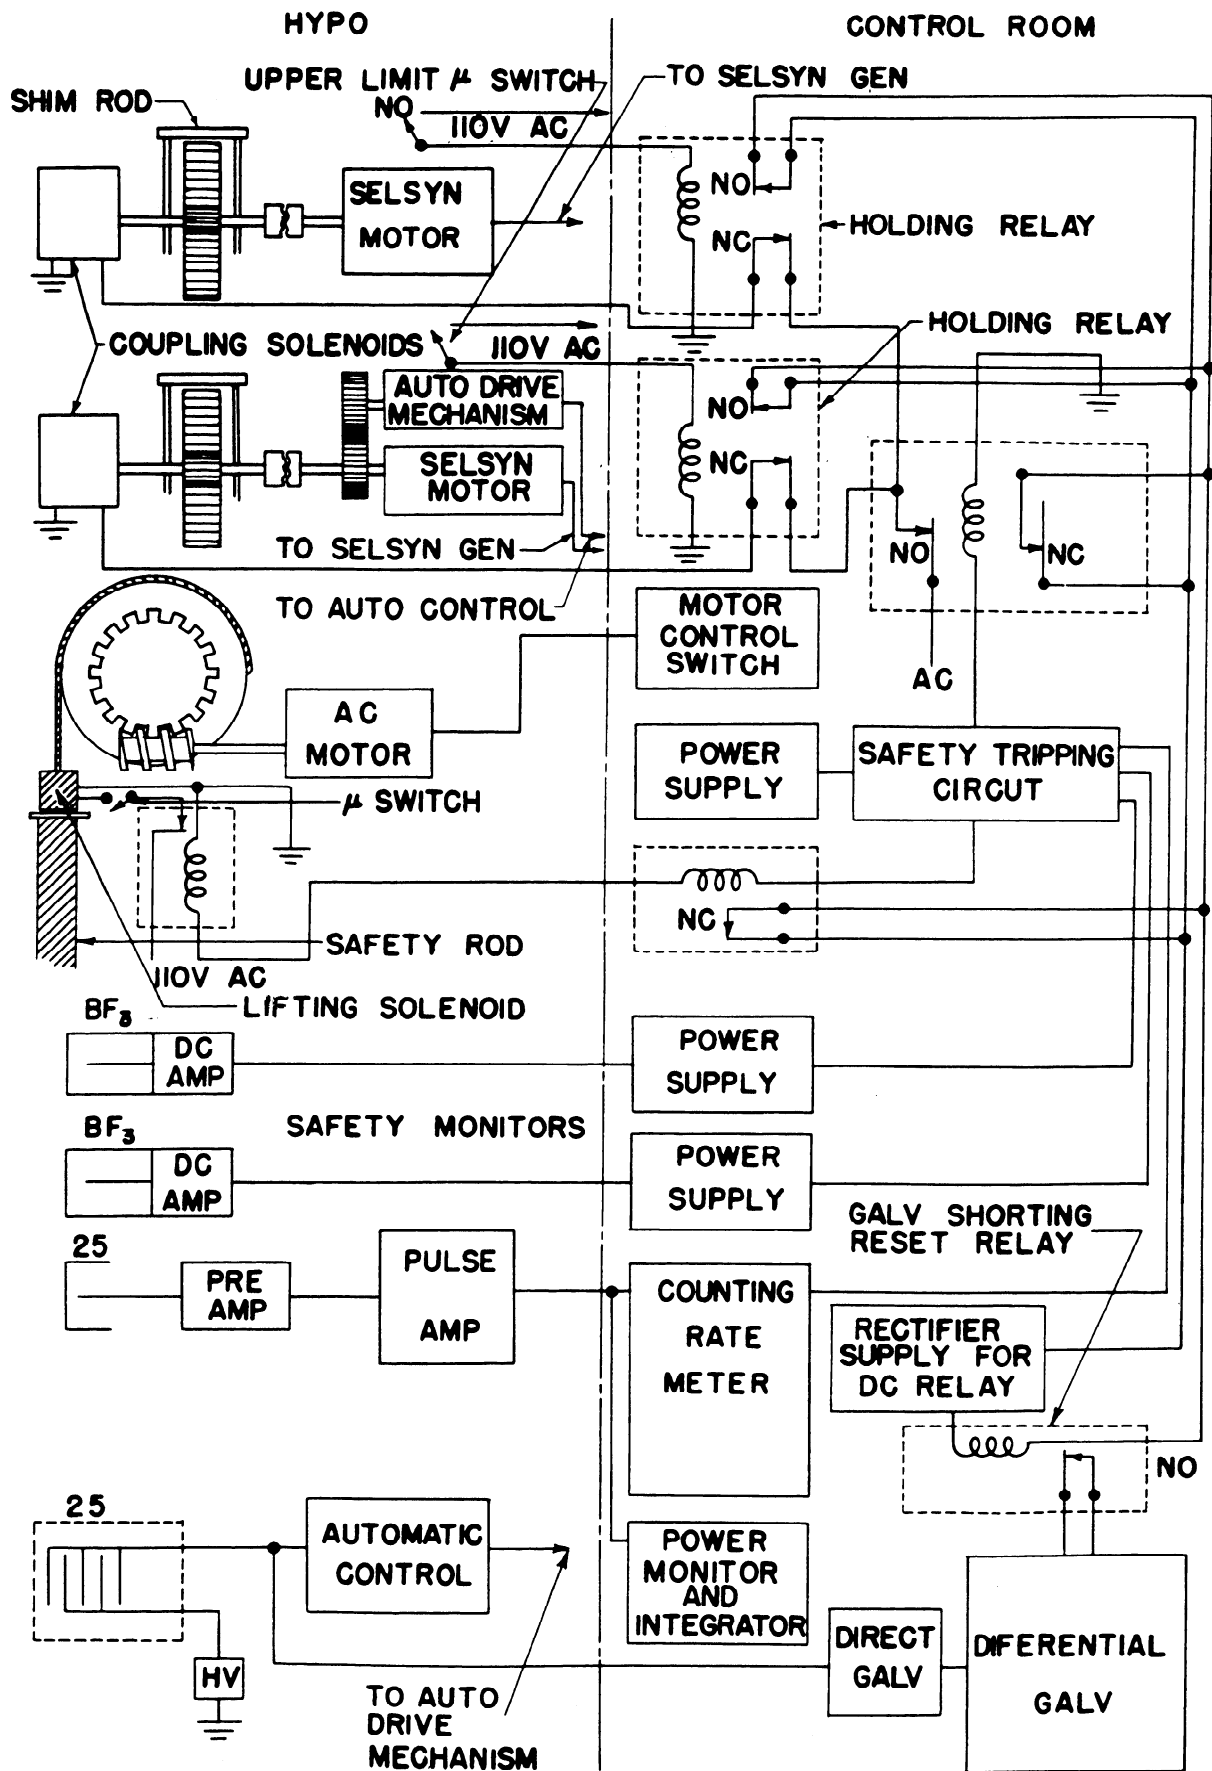 HYPO
CONTROL ROOM
UPPER LIMIT μ SWITCH
TO SELSYN GEN
SHIM ROD
NO
110V AC
SELSYN
MOTOR
NO
NC
HOLDING RELAY
HOLDING RELAY
COUPLING SOLENOIDS
110V AC
AUTO DRIVE
MECHANISM
NO
NC
SELSYN
MOTOR
NO
NC
TO SELSYN GEN
TO AUTO CONTROL
MOTOR
CONTROL
SWITCH
AC
AC
MOTOR
POWER
SUPPLY
SAFETY TRIPPING
CIRCUT
μ SWITCH
NC
SAFETY ROD
110V AC
LIFTING SOLENOID
BF3
DC
AMP
POWER
SUPPLY
SAFETY MONITORS
BF3
DC
AMP
POWER
SUPPLY
GALV SHORTING
RESET RELAY
25
PRE
AMP
PULSE
AMP
COUNTING
RATE
METER
RECTIFIER
SUPPLY FOR
DC RELAY
NO
25
AUTOMATIC
CONTROL
POWER
MONITOR
AND
INTEGRATOR
DIRECT
GALV
DIFERENTIAL
GALV
HV
TO AUTO
DRIVE
MECHANISM